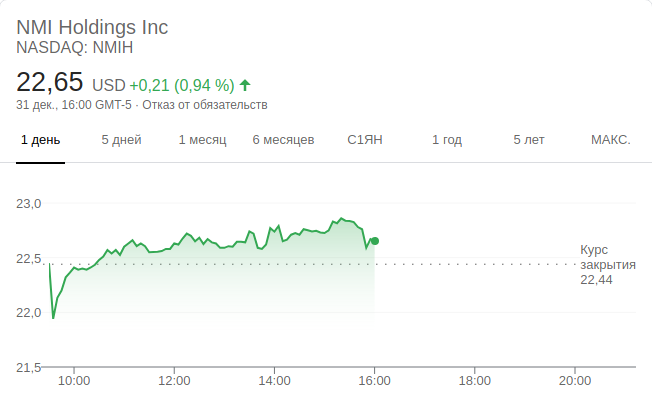 NMI Holdings Inc
NASDAQ: NMIH
22,65 USD +0,21 (0,94 %)
31 дек., 16:00 GMT-5 · Отказ от обязательств
1 день 5 дней 1 месяц 6 месяцев С1ЯН 1 год 5 лет МАКС.
23,0
22,5
22,0
21,5
Курс
закрытия
22,44
10:00 12:00 14:00 16:00 18:00 20:00